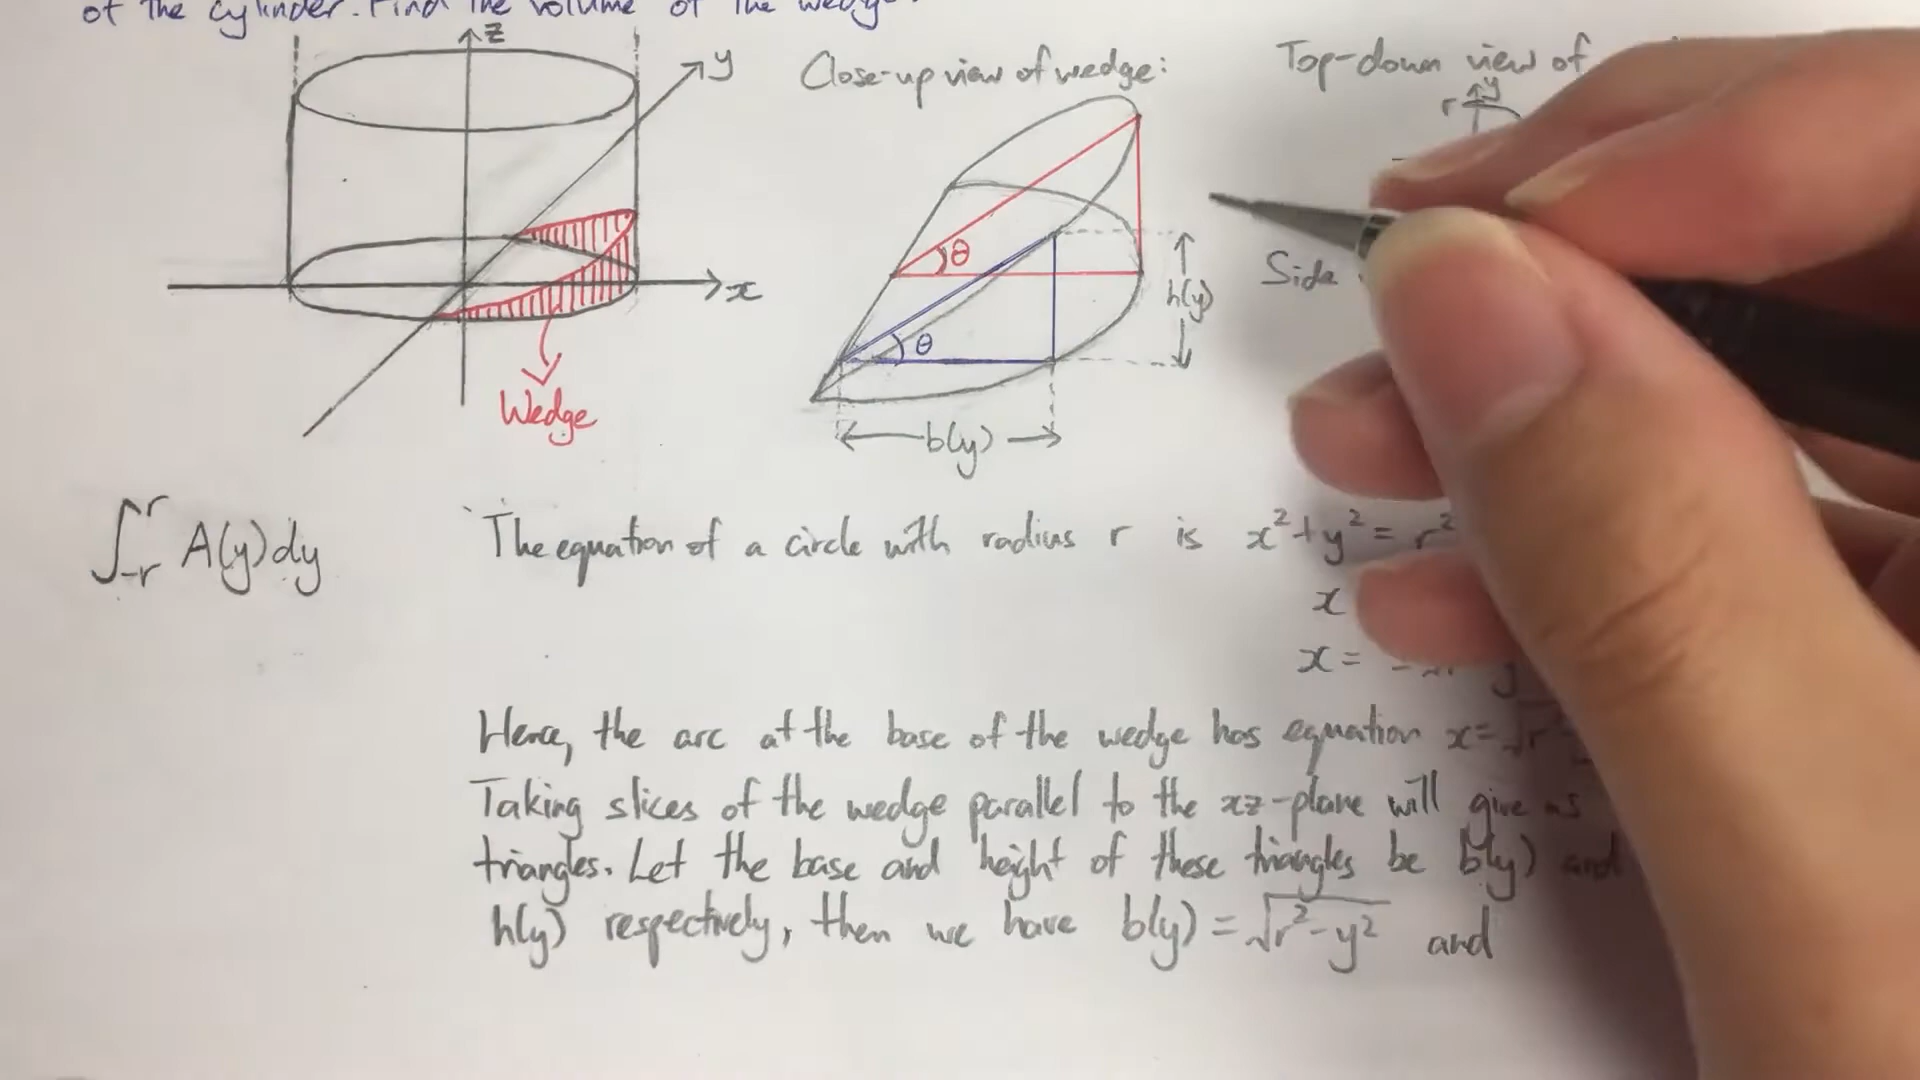 of the cylinder. Find the volume of the wedge.
z
y
x
Wedge
Close-up view of wedge:
θ
θ
h(y)
b(y)
Top-down view of
r y
Side
∫_{-r}^{r} A(y)dy
The equation of a circle with radius r is x²+y²=r²
x
x=
Hence, the arc at the base of the wedge has equation x=√r
Taking slices of the wedge parallel to the xz-plane will give us
triangles. Let the base and height of these triangles be b(y) and
h(y) respectively, then we have b(y)=√r²-y² and